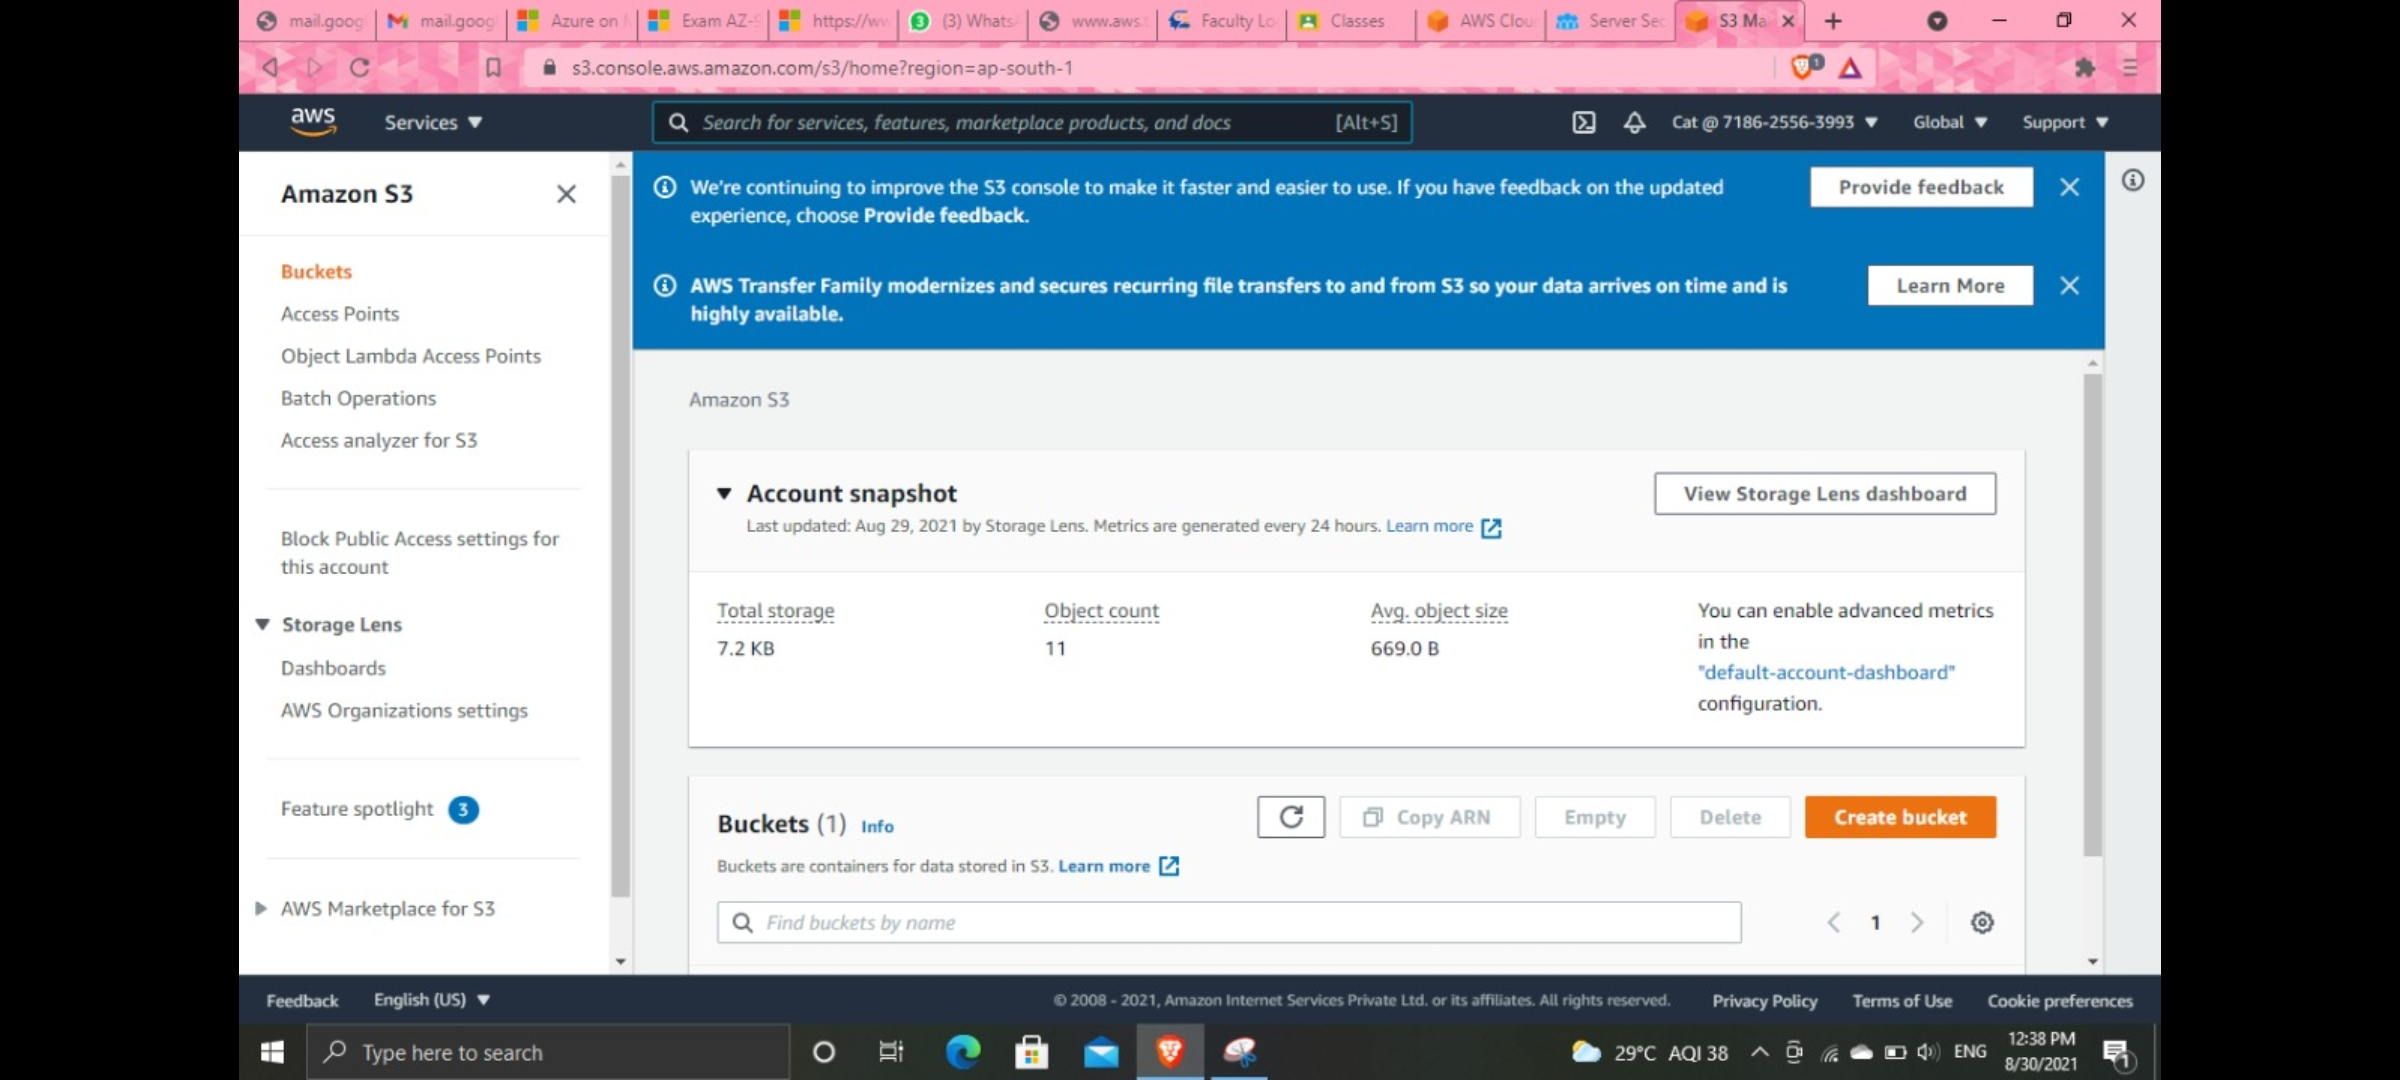 mail.goog
mail.goog
Azure on
Exam AZ-9
https://ww
(3) Whats
www.aws.
Faculty Lo
Classes
AWS Clou
Server Sec
S3 Ma
s3.console.aws.amazon.com/s3/home?region=ap-south-1
1
aws
Services
Search for services, features, marketplace products, and docs
[Alt+S]
Cat @ 7186-2556-3993
Global
Support
Amazon S3
Buckets
Access Points
Object Lambda Access Points
Batch Operations
Access analyzer for S3
Block Public Access settings for
this account
Storage Lens
Dashboards
AWS Organizations settings
Feature spotlight 3
AWS Marketplace for S3
We're continuing to improve the S3 console to make it faster and easier to use. If you have feedback on the updated
experience, choose Provide feedback.
Provide feedback
AWS Transfer Family modernizes and secures recurring file transfers to and from S3 so your data arrives on time and is
highly available.
Learn More
Amazon S3
Account snapshot
View Storage Lens dashboard
Last updated: Aug 29, 2021 by Storage Lens. Metrics are generated every 24 hours. Learn more
Total storage
7.2 KB
Object count
11
Avg. object size
669.0 B
You can enable advanced metrics
in the
"default-account-dashboard"
configuration.
Buckets (1) Info
Copy ARN
Empty
Delete
Create bucket
Buckets are containers for data stored in S3. Learn more
Find buckets by name
1
Feedback
English (US)
© 2008 - 2021, Amazon Internet Services Private Ltd. or its affiliates. All rights reserved.
Privacy Policy
Terms of Use
Cookie preferences
Type here to search
29°C AQI 38
ENG
12:38 PM
8/30/2021
1